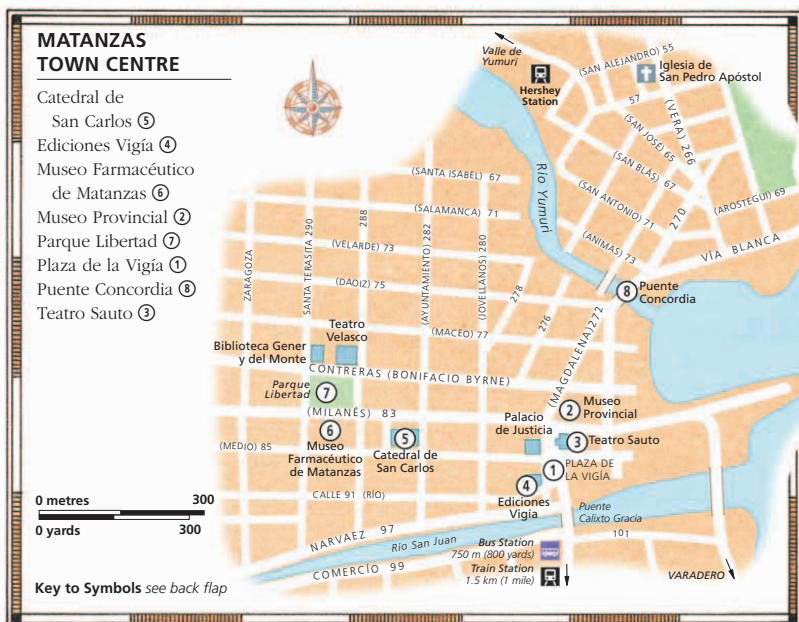 MATANZAS
TOWN CENTRE
Catedral de
San Carlos ⑤
Ediciones Vigía ④
Museo Farmacéutico
de Matanzas ⑥
Museo Provincial ②
Parque Libertad ⑦
Plaza de la Vigía ①
Puente Concordia ⑧
Teatro Sauto ③
Valle de
Yumuri
Hershey
Station
(SAN ALEJANDRO) 55
Iglesia de
San Pedro Apóstol
57
(VERA) 266
(SAN JOSÉ) 65
(SAN BLAS) 67
(SAN ANTONIO) 71
270
(AROSTEGUI) 69
(ANIMAS) 73
VÍA BLANCA
Río Yumuri
(SANTA ISABEL) 67
(SALAMANCA) 71
(VELARDE) 73
(DAOIZ) 75
(MACEO) 77
ZARAGOZA
SANTA TERASITA 290
288
(AYUNTAMIENTO) 282
(JOVELLANOS) 280
278
276
(MAGDALENA) 272
⑧ Puente
Concordia
Biblioteca Gener
y del Monte
Teatro
Velasco
CONTRERAS (BONIFACIO BYRNE)
Parque
Libertad
⑦
(MILANÉS) 83
⑥
Museo
Farmacéutico
de Matanzas
⑤
Catedral de
San Carlos
(MEDIO) 85
Palacio
de Justicia
② Museo
Provincial
③ Teatro Sauto
① PLAZA DE
LA VIGÍA
④
Ediciones
Vigía
CALLE 91 (RÍO)
NARVAEZ 97
Río San Juan
COMERCÍO 99
Puente
Calixto Gracia
101
Bus Station
750 m (800 yards)
Train Station
1.5 km (1 mile)
VARADERO
0 metres 300
0 yards 300
Key to Symbols see back flap